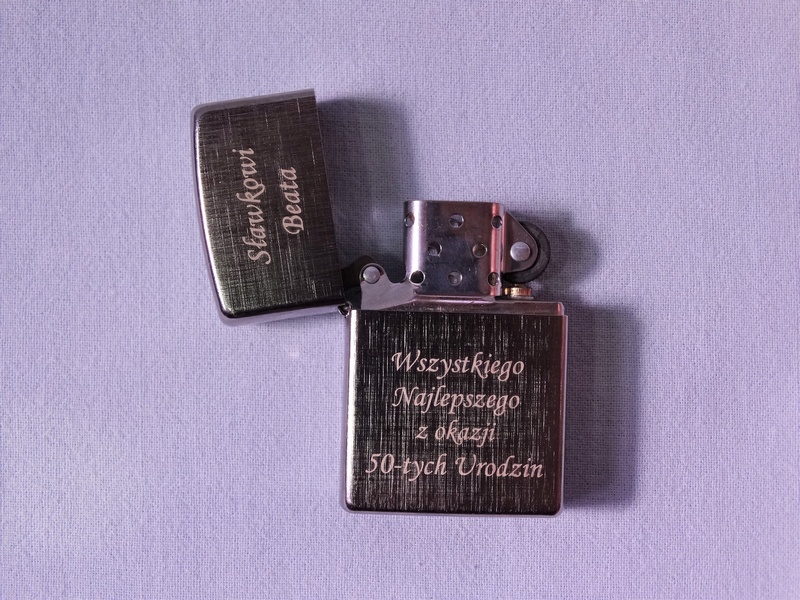 Sławkowi
Beata
Wszystkiego
Najlepszego
z okazji
50-tych Urodzin